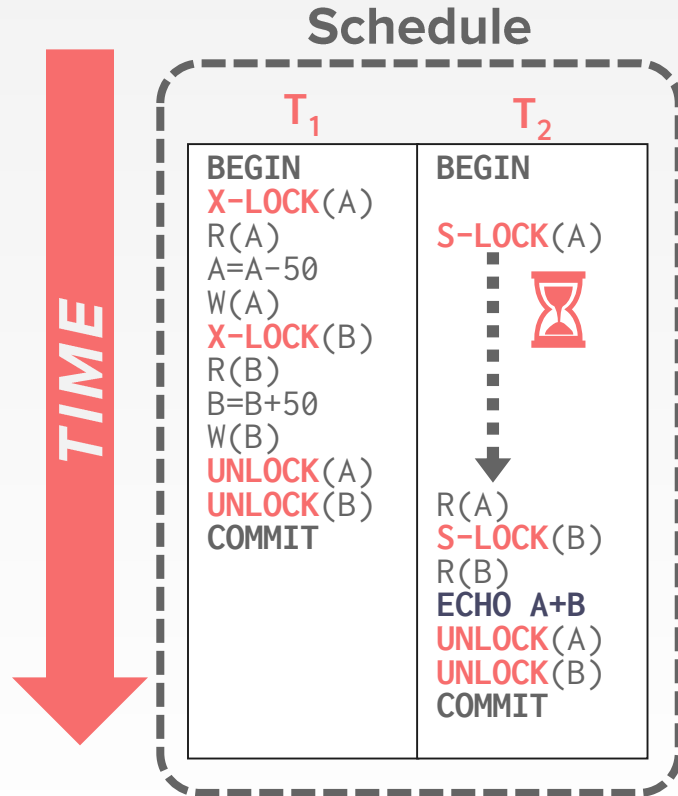 Schedule
TIME
T₁
T₂
BEGIN
X-LOCK(A)
R(A)
A=A-50
W(A)
X-LOCK(B)
R(B)
B=B+50
W(B)
UNLOCK(A)
UNLOCK(B)
COMMIT
BEGIN
S-LOCK(A)
R(A)
S-LOCK(B)
R(B)
ECHO A+B
UNLOCK(A)
UNLOCK(B)
COMMIT